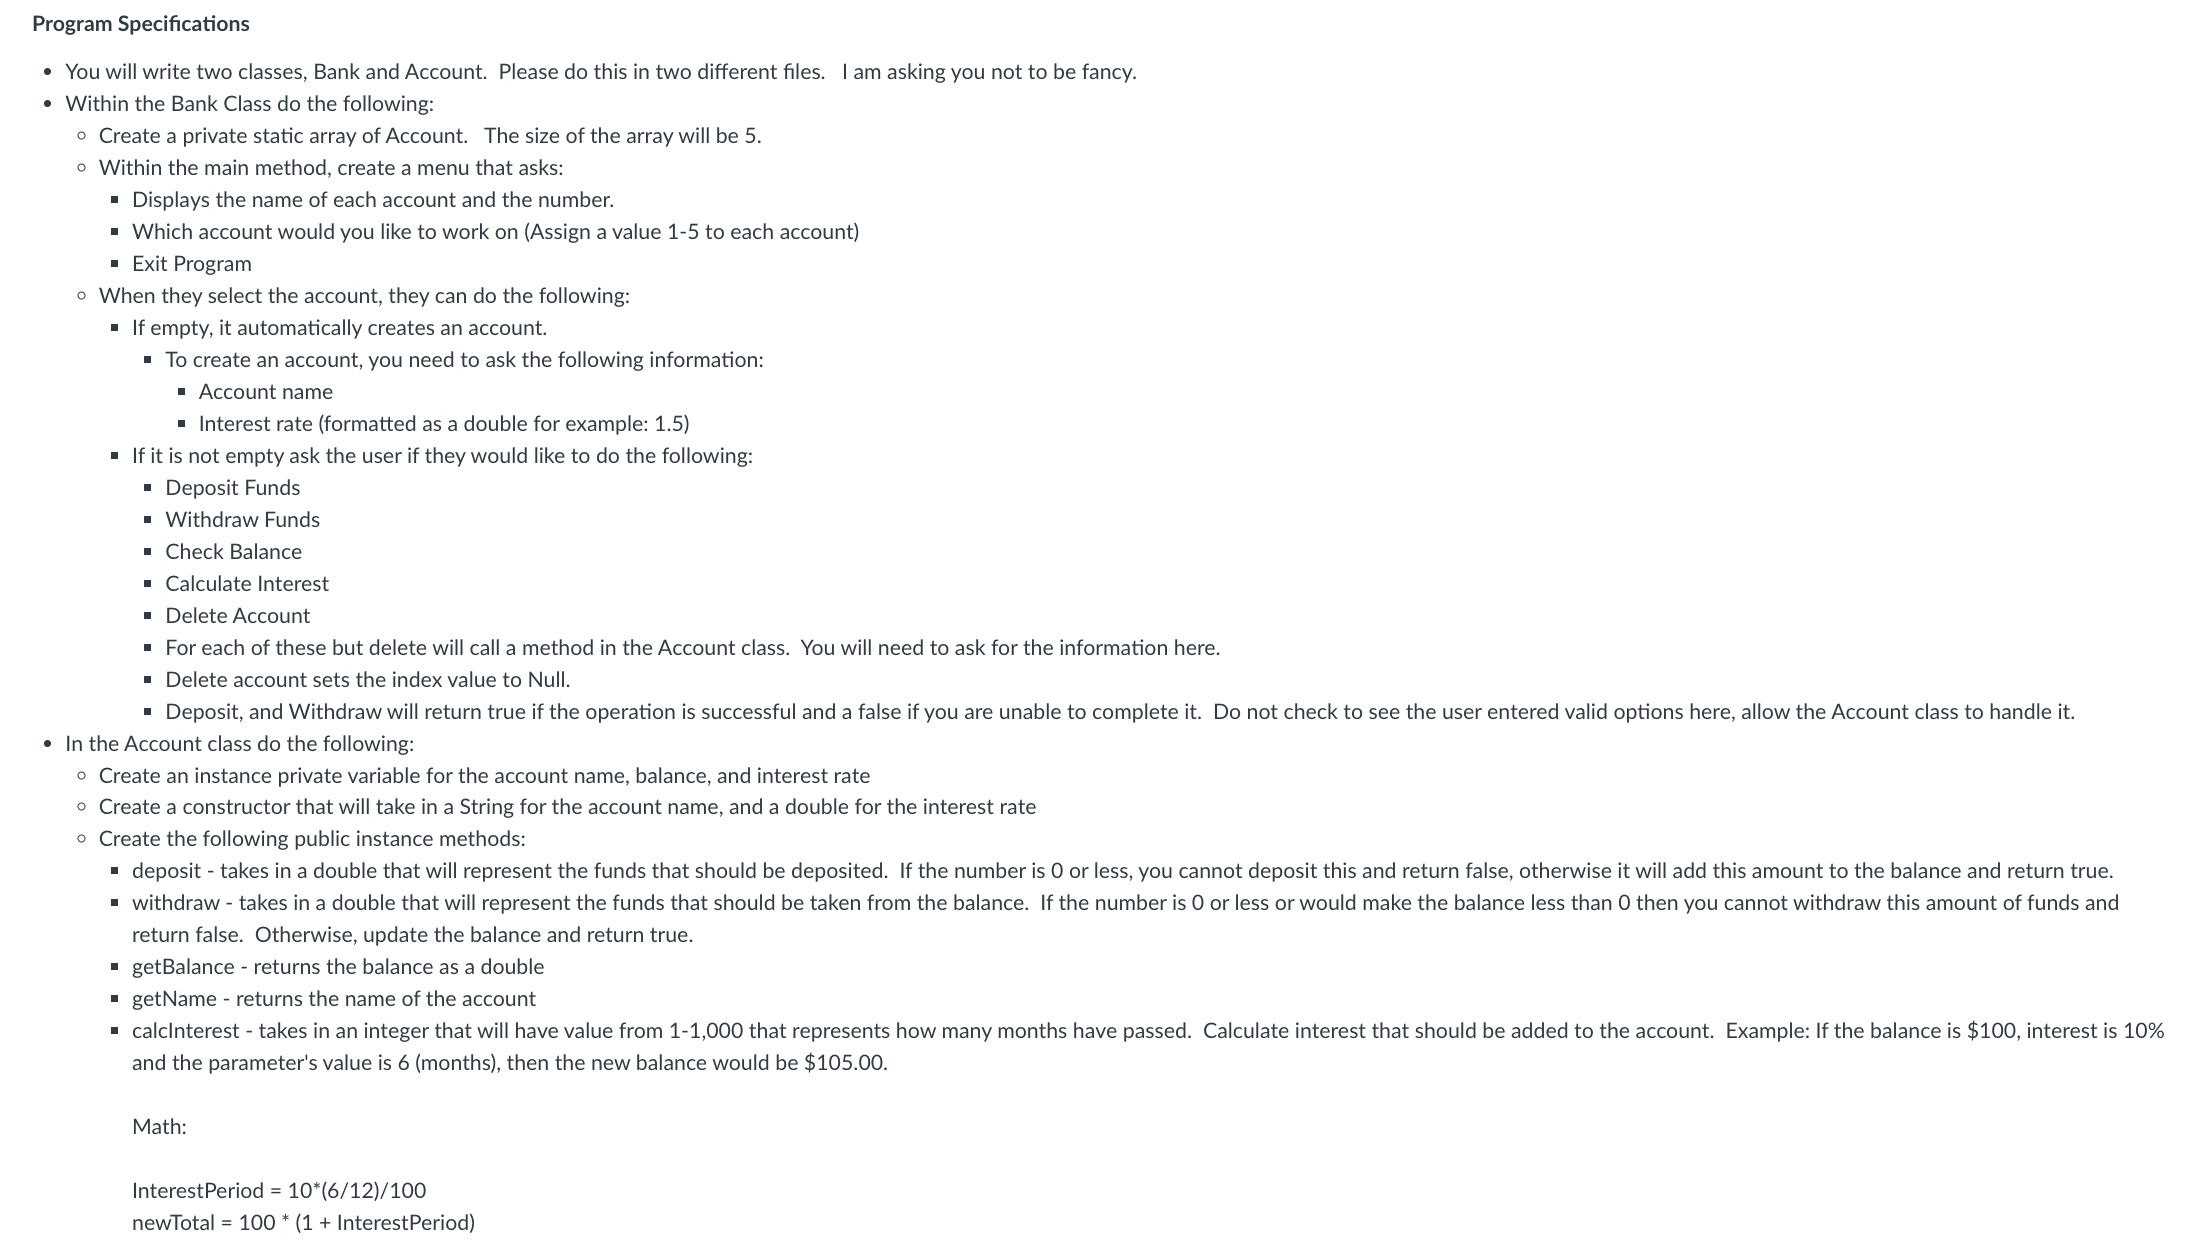 Program Specifications
You will write two classes, Bank and Account.  Please do this in two different files.   I am asking you not to be fancy.
Within the Bank Class do the following:
Create a private static array of Account.   The size of the array will be 5.
Within the main method, create a menu that asks:
Displays the name of each account and the number.
Which account would you like to work on (Assign a value 1-5 to each account)
Exit Program
When they select the account, they can do the following:
If empty, it automatically creates an account.
To create an account, you need to ask the following information:
Account name
Interest rate (formatted as a double for example: 1.5)
If it is not empty ask the user if they would like to do the following:
Deposit Funds
Withdraw Funds
Check Balance
Calculate Interest
Delete Account
For each of these but delete will call a method in the Account class.  You will need to ask for the information here.
Delete account sets the index value to Null.
Deposit, and Withdraw will return true if the operation is successful and a false if you are unable to complete it.  Do not check to see the user entered valid options here, allow the Account class to handle it.
In the Account class do the following:
Create an instance private variable for the account name, balance, and interest rate
Create a constructor that will take in a String for the account name, and a double for the interest rate
Create the following public instance methods:
deposit - takes in a double that will represent the funds that should be deposited.  If the number is 0 or less, you cannot deposit this and return false, otherwise it will add this amount to the balance and return true.
withdraw - takes in a double that will represent the funds that should be taken from the balance.  If the number is 0 or less or would make the balance less than 0 then you cannot withdraw this amount of funds and
return false.  Otherwise, update the balance and return true.
getBalance - returns the balance as a double
getName - returns the name of the account
calcInterest - takes in an integer that will have value from 1-1,000 that represents how many months have passed.  Calculate interest that should be added to the account.  Example: If the balance is $100, interest is 10%
and the parameter's value is 6 (months), then the new balance would be $105.00.
Math:
InterestPeriod = 10*(6/12)/100
newTotal = 100 * (1 + InterestPeriod)